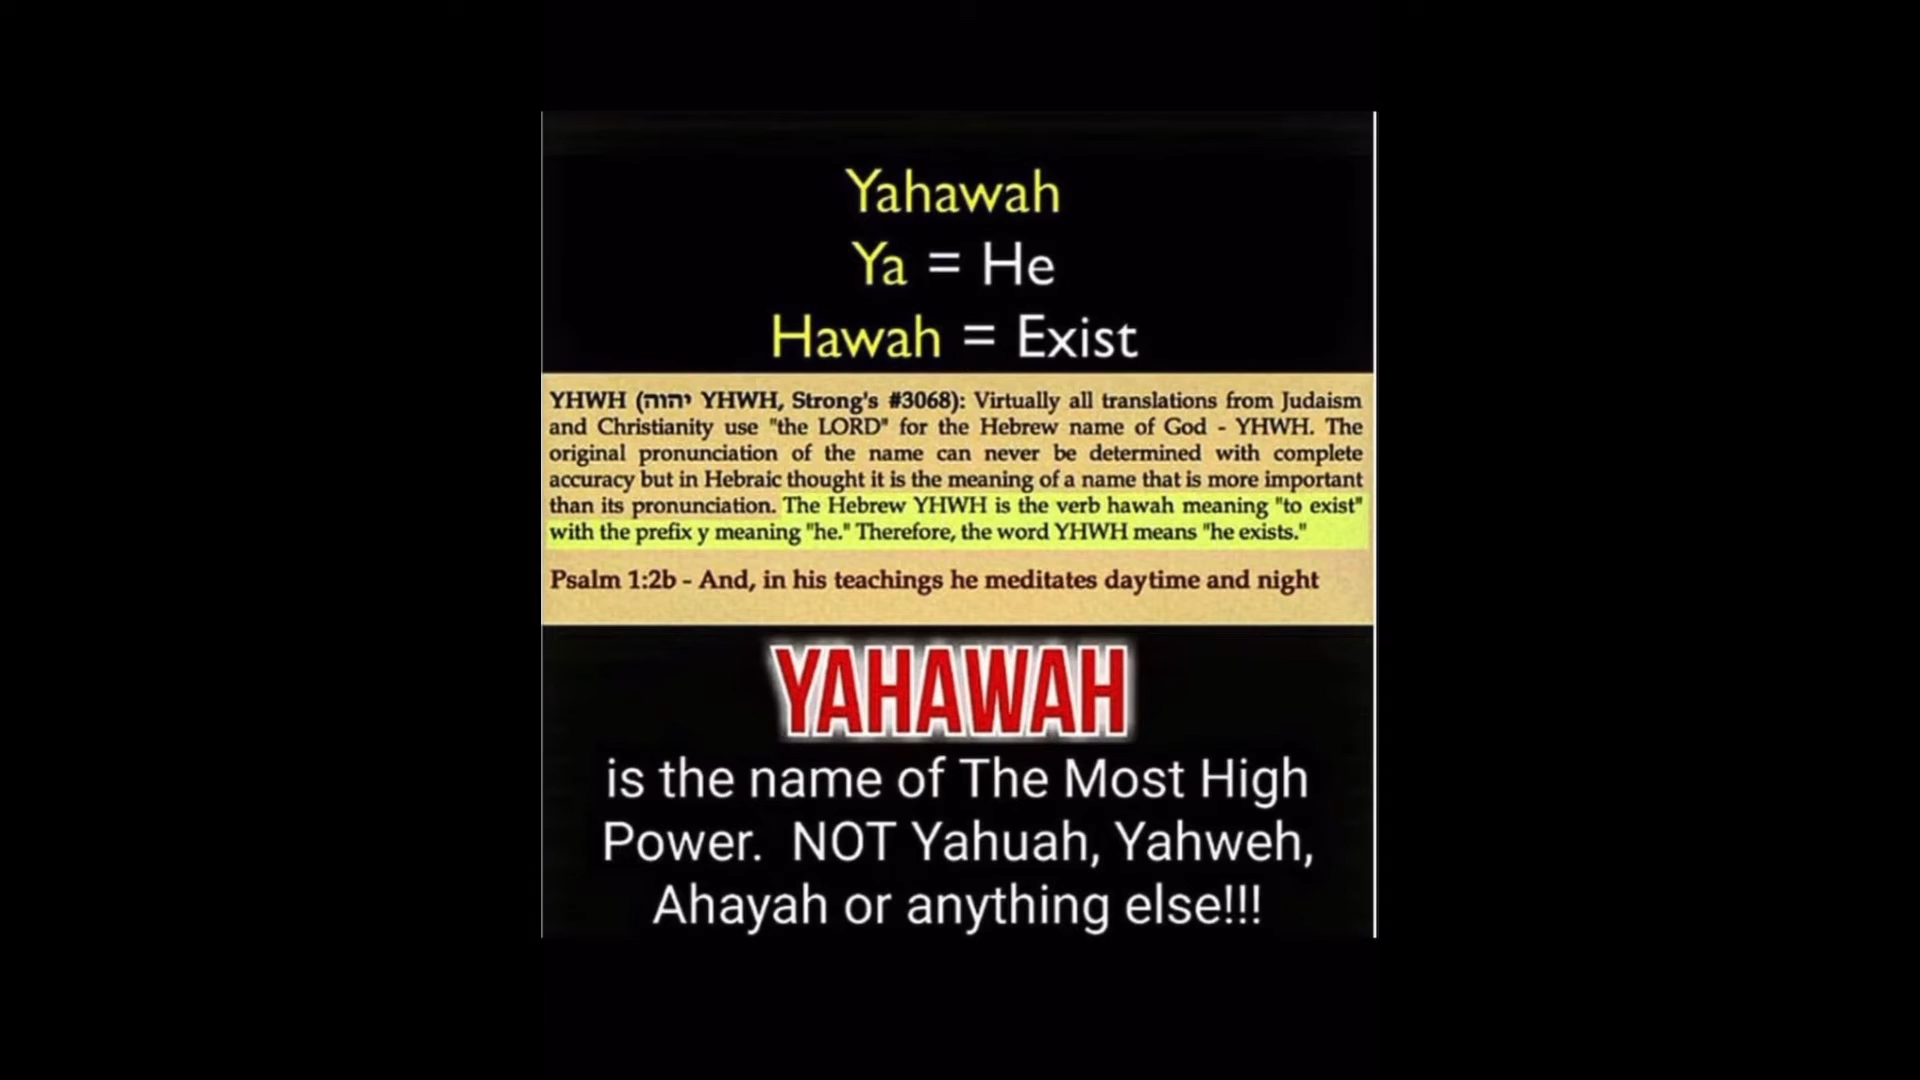 Yahawah
Ya = He
Hawah = Exist
YHWH (יהוה YHWH, Strong's #3068): Virtually all translations from Judaism
and Christianity use "the LORD" for the Hebrew name of God - YHWH. The
original pronunciation of the name can never be determined with complete
accuracy but in Hebraic thought it is the meaning of a name that is more important
than its pronunciation. The Hebrew YHWH is the verb hawah meaning "to exist"
with the prefix y meaning "he." Therefore, the word YHWH means "he exists."
Psalm 1:2b - And, in his teachings he meditates daytime and night
YAHAWAH
is the name of The Most High
Power. NOT Yahuah, Yahweh,
Ahayah or anything else!!!